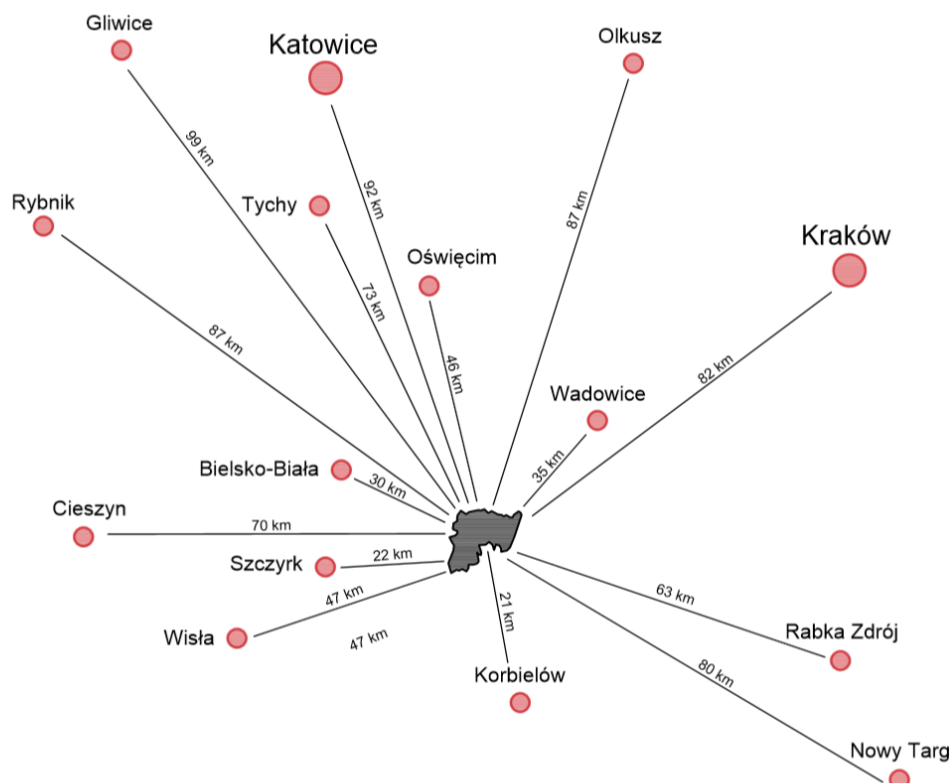 Gliwice
Katowice
Olkusz
99 km
92 km
87 km
Rybnik
Tychy
Oświęcim
Kraków
73 km
87 km
46 km
82 km
Wadowice
35 km
Bielsko-Biała
30 km
Cieszyn
70 km
Szczyrk
22 km
47 km
21 km
63 km
Wisła
47 km
Rabka Zdrój
Korbielów
80 km
Nowy Targ